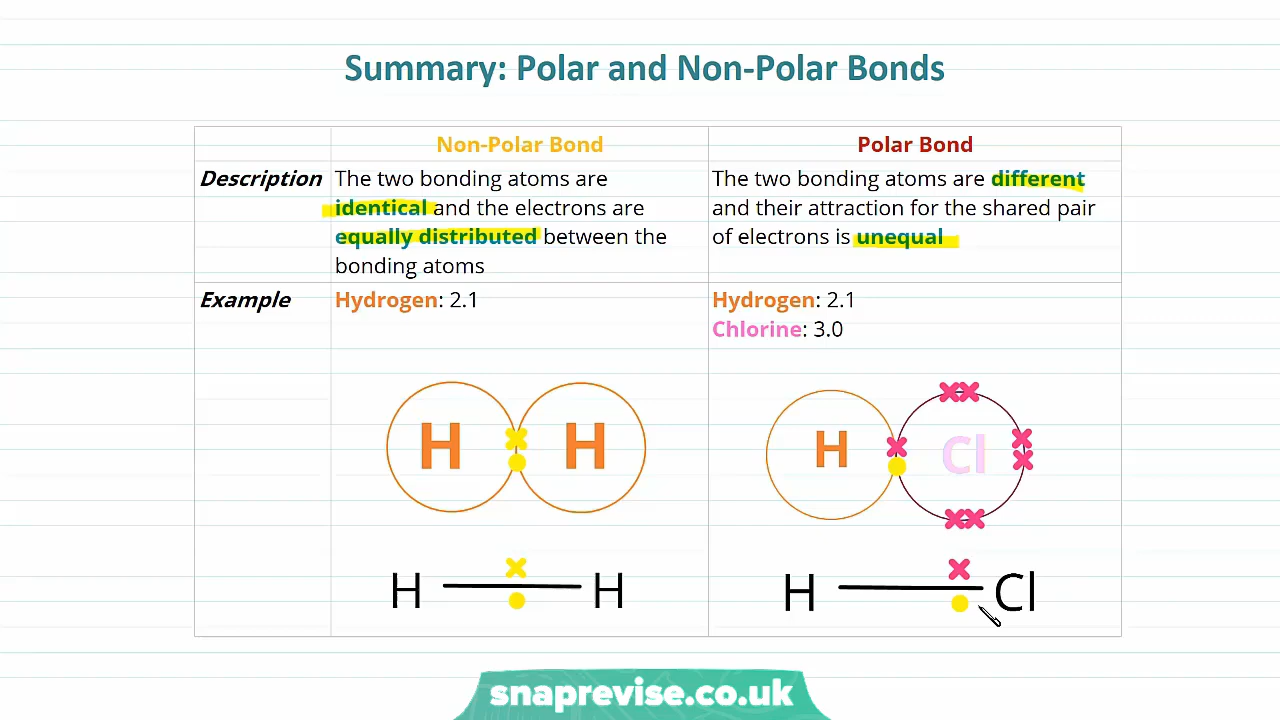 Summary: Polar and Non-Polar Bonds
Non-Polar Bond
Polar Bond
Description
The two bonding atoms are
identical and the electrons are
equally distributed between the
bonding atoms
The two bonding atoms are different
and their attraction for the shared pair
of electrons is unequal
Example
Hydrogen: 2.1
Hydrogen: 2.1
Chlorine: 3.0
H H
H Cl
H H
H Cl
snaprevise.co.uk